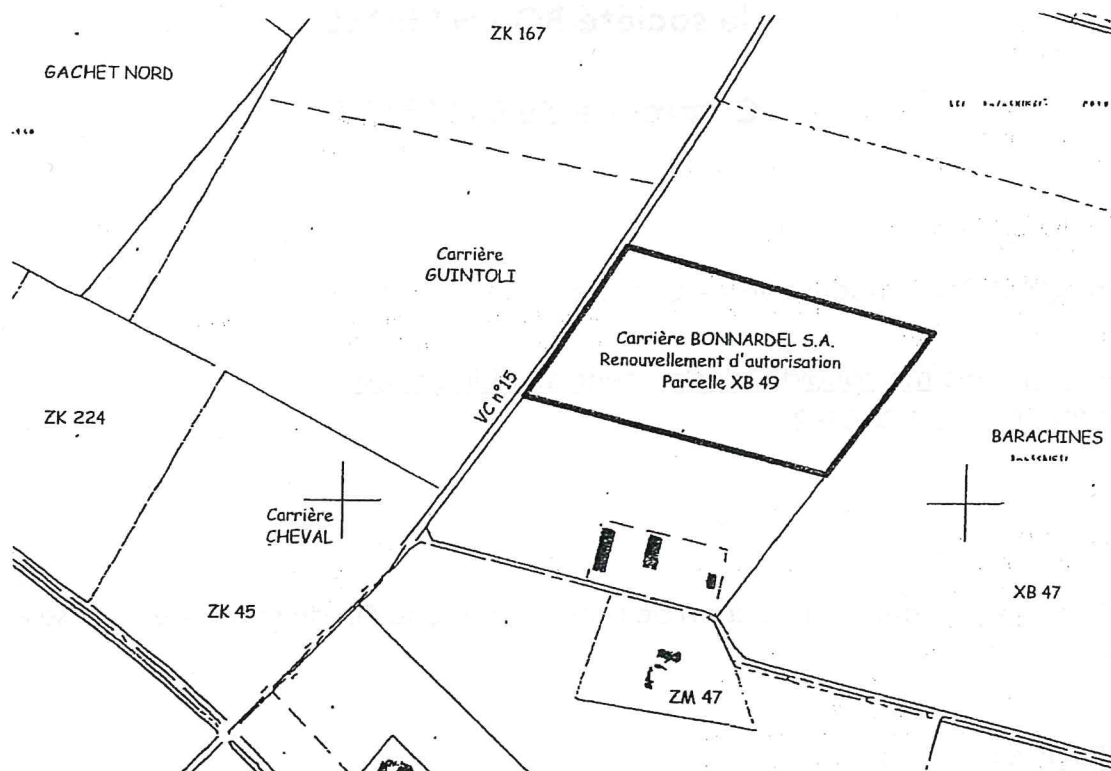 ZK 167
GACHET NORD
Carrière
GUINTOLI
Carrière BONNARDEL S.A.
Renouvellement d'autorisation
Parcelle XB 49
VC n°15
ZK 224
BARACHINES
Carrière
CHEVAL
XB 47
ZK 45
ZM 47